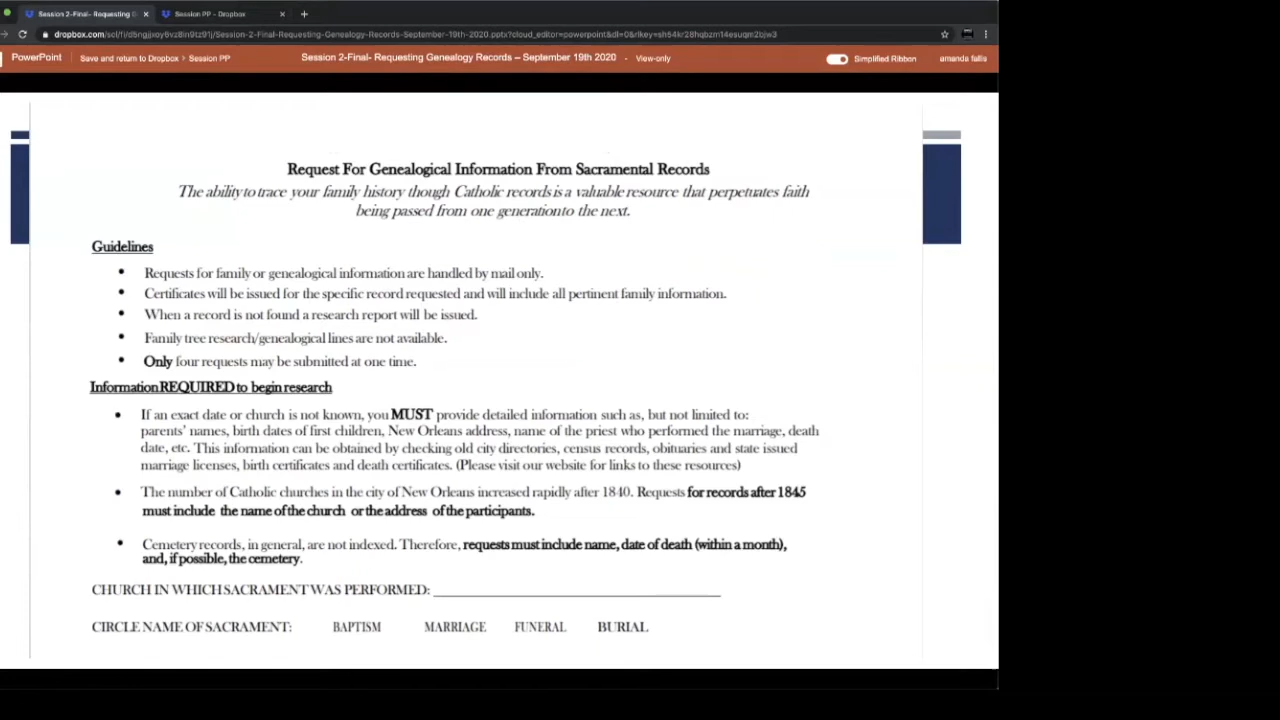 Session 2-Final- Requesting G
Session PP - Dropbox
PowerPoint
Save and return to Dropbox > Session PP
Session 2-Final- Requesting Genealogy Records – September 19th 2020 - View-only
Simplified Ribbon
amanda fallis
Request For Genealogical Information From Sacramental Records
The ability to trace your family history though Catholic records is a valuable resource that perpetuates faith
being passed from one generationto the next.
Guidelines
• Requests for family or genealogical information are handled by mail only.
• Certificates will be issued for the specific record requested and will include all pertinent family information.
• When a record is not found a research report will be issued.
• Family tree research/genealogical lines are not available.
• Only four requests may be submitted at one time.
Information REQUIRED to begin research
• If an exact date or church is not known, you MUST provide detailed information such as, but not limited to:
parents' names, birth dates of first children, New Orleans address, name of the priest who performed the marriage, death
date, etc. This information can be obtained by checking old city directories, census records, obituaries and state issued
marriage licenses, birth certificates and death certificates. (Please visit our website for links to these resources)
• The number of Catholic churches in the city of New Orleans increased rapidly after 1840. Requests for records after 1845
must include the name of the church or the address of the participants.
• Cemetery records, in general, are not indexed. Therefore, requests must include name, date of death (within a month),
and, if possible, the cemetery.
CHURCH IN WHICH SACRAMENT WAS PERFORMED:
CIRCLE NAME OF SACRAMENT: BAPTISM MARRIAGE FUNERAL BURIAL